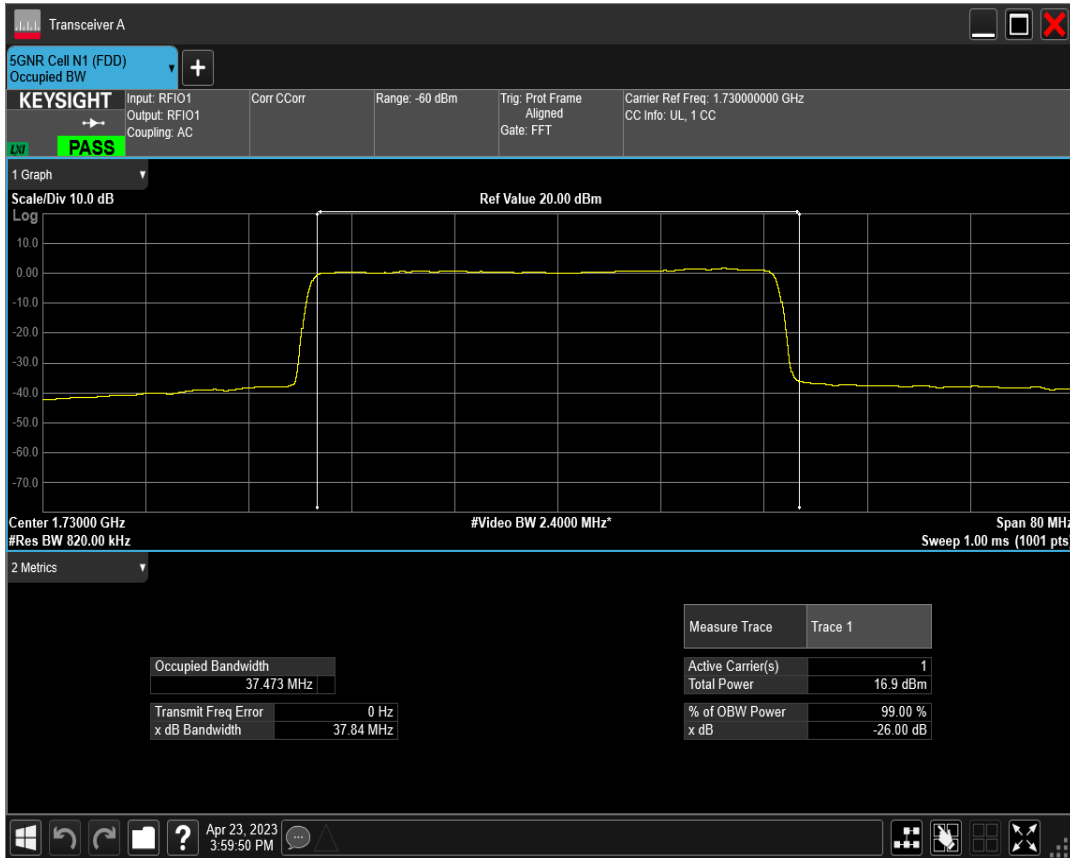 Transceiver A
5GNR Cell N1 (FDD)
Occupied BW
+
KEYSIGHT
LXI
PASS
Input: RFIO1
Output: RFIO1
Coupling: AC
Corr CCorr
Range: -60 dBm
Trig: Prot Frame
Aligned
Gate: FFT
Carrier Ref Freq: 1.730000000 GHz
CC Info: UL, 1 CC
1 Graph
Scale/Div 10.0 dB
Ref Value 20.00 dBm
Log
10.0
0.00
-10.0
-20.0
-30.0
-40.0
-50.0
-60.0
-70.0
Center 1.73000 GHz
#Video BW 2.4000 MHz*
Span 80 MHz
#Res BW 820.00 kHz
Sweep 1.00 ms (1001 pts)
2 Metrics
Measure Trace Trace 1
Occupied Bandwidth
37.473 MHz
Transmit Freq Error 0 Hz
x dB Bandwidth 37.84 MHz
Active Carrier(s) 1
Total Power 16.9 dBm
% of OBW Power 99.00 %
x dB -26.00 dB
?
Apr 23, 2023
3:59:50 PM